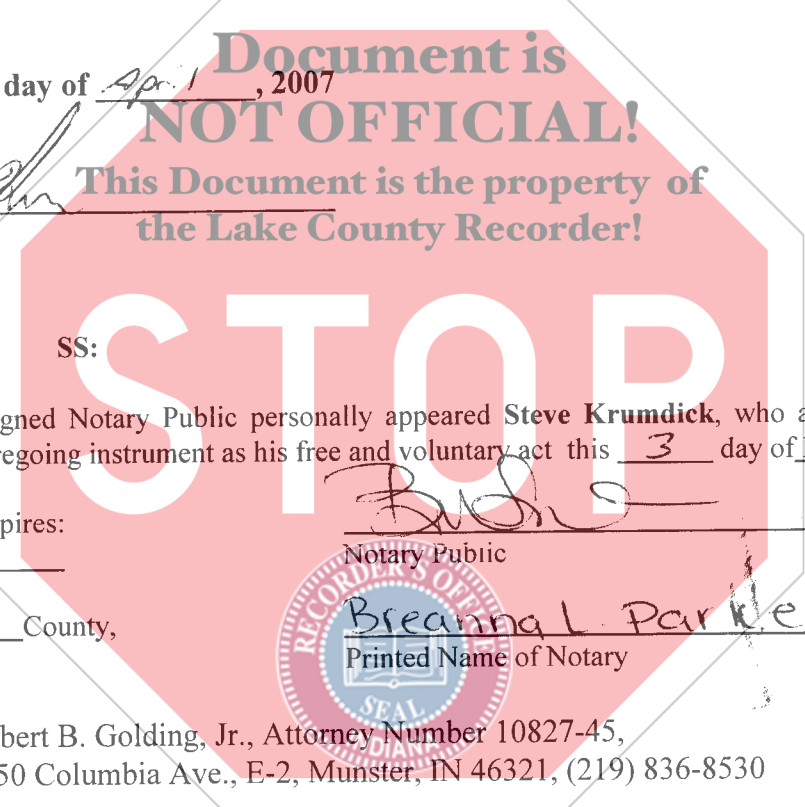 Document is
day of April, 2007
NOT OFFICIAL!
This Document is the property of
the Lake County Recorder!
STOP
SS:
gned Notary Public personally appeared Steve Krumdick, who a
egoing instrument as his free and voluntary act this 3 day of
pires:
Notary Public
RECORDER'S OFFICE
County,
Breanna L. Parke
Printed Name of Notary
SEAL
INDIANA
bert B. Golding, Jr., Attorney Number 10827-45,
50 Columbia Ave., E-2, Munster, IN 46321, (219) 836-8530